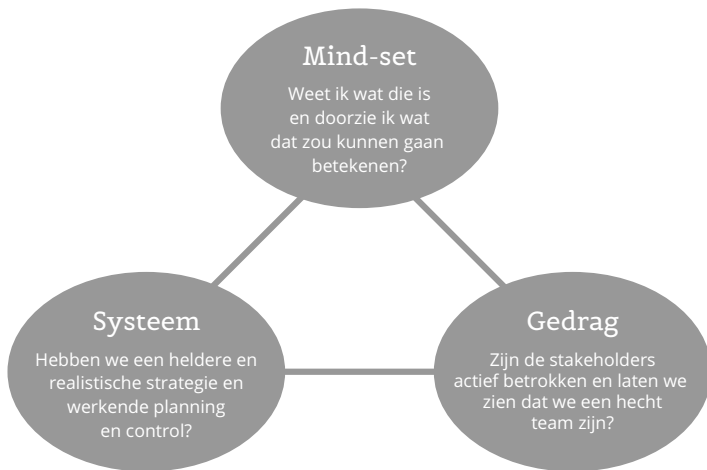 Mind-set
Weet ik wat die is
en doorzie ik wat
dat zou kunnen gaan
betekenen?
Systeem
Hebben we een heldere en
realistische strategie en
werkende planning
en control?
Gedrag
Zijn de stakeholders
actief betrokken en laten we
zien dat we een hecht
team zijn?